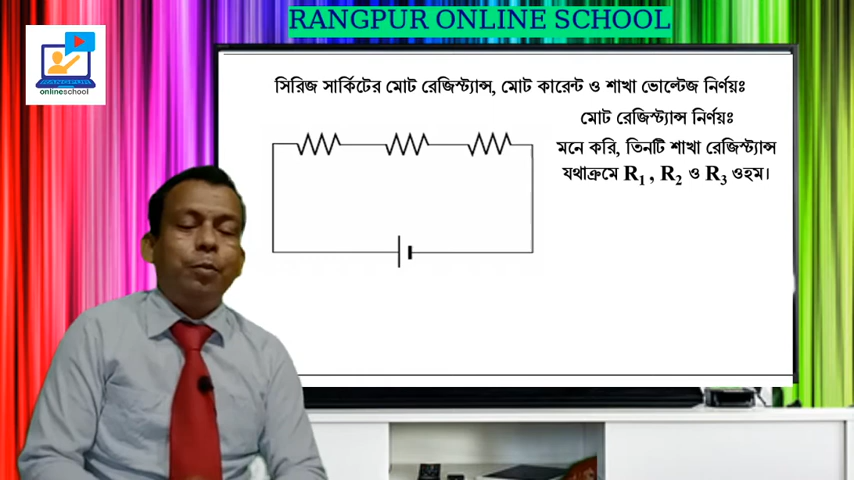 RANGPUR ONLINE SCHOOL
onlineschool
সিরিজ সার্কিটের মোট রেজিস্ট্যান্স, মোট কারেন্ট ও শাখা ভোল্টেজ নির্ণয়ঃ
মোট রেজিস্ট্যান্স নির্ণয়ঃ
মনে করি, তিনটি শাখা রেজিস্ট্যান্স
যথাক্রমে R₁ , R₂ ও R₃ ওহম।